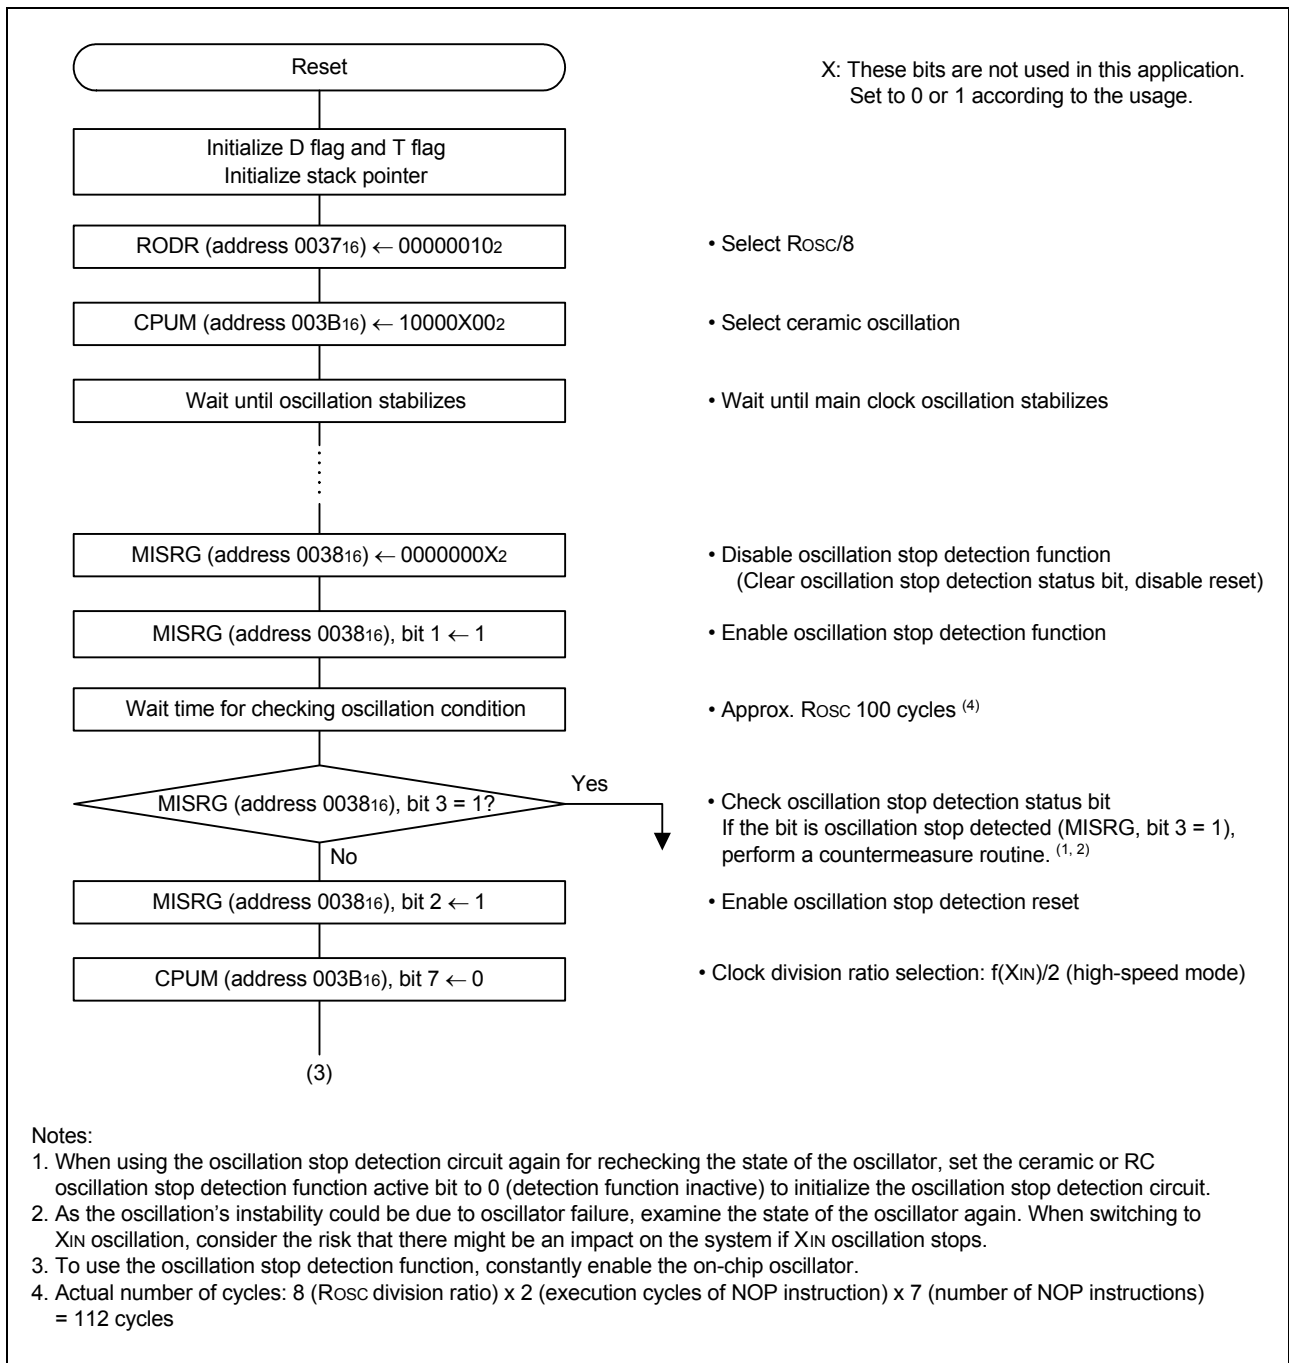 Reset
X: These bits are not used in this application.
Set to 0 or 1 according to the usage.
Initialize D flag and T flag
Initialize stack pointer
RODR (address 003716) ← 000000102
• Select ROSC/8
CPUM (address 003B16) ← 10000X002
• Select ceramic oscillation
Wait until oscillation stabilizes
• Wait until main clock oscillation stabilizes
MISRG (address 003816) ← 0000000X2
• Disable oscillation stop detection function
(Clear oscillation stop detection status bit, disable reset)
MISRG (address 003816), bit 1 ← 1
• Enable oscillation stop detection function
Wait time for checking oscillation condition
• Approx. ROSC 100 cycles (4)
Yes
MISRG (address 003816), bit 3 = 1?
• Check oscillation stop detection status bit
If the bit is oscillation stop detected (MISRG, bit 3 = 1),
perform a countermeasure routine. (1, 2)
No
MISRG (address 003816), bit 2 ← 1
• Enable oscillation stop detection reset
CPUM (address 003B16), bit 7 ← 0
• Clock division ratio selection: f(XIN)/2 (high-speed mode)
(3)
Notes:
1. When using the oscillation stop detection circuit again for rechecking the state of the oscillator, set the ceramic or RC
oscillation stop detection function active bit to 0 (detection function inactive) to initialize the oscillation stop detection circuit.
2. As the oscillation’s instability could be due to oscillator failure, examine the state of the oscillator again. When switching to
XIN oscillation, consider the risk that there might be an impact on the system if XIN oscillation stops.
3. To use the oscillation stop detection function, constantly enable the on-chip oscillator.
4. Actual number of cycles: 8 (ROSC division ratio) x 2 (execution cycles of NOP instruction) x 7 (number of NOP instructions)
= 112 cycles